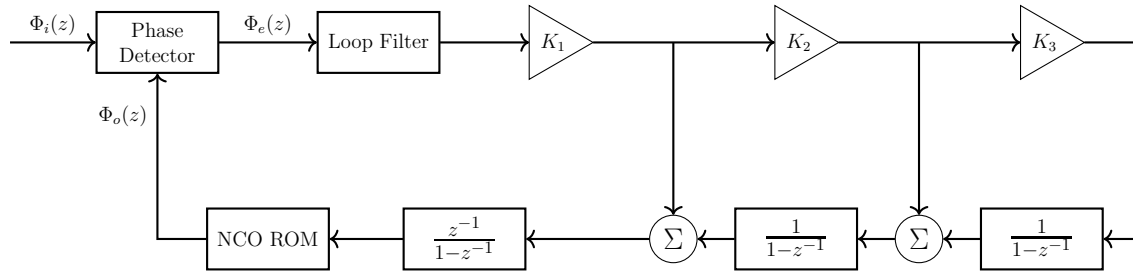 Φ_i(z)
Phase
Detector
Φ_e(z)
Loop Filter
K_1
K_2
K_3
Φ_o(z)
NCO ROM
z^{-1}
1−z^{-1}
Σ
1
1−z^{-1}
Σ
1
1−z^{-1}